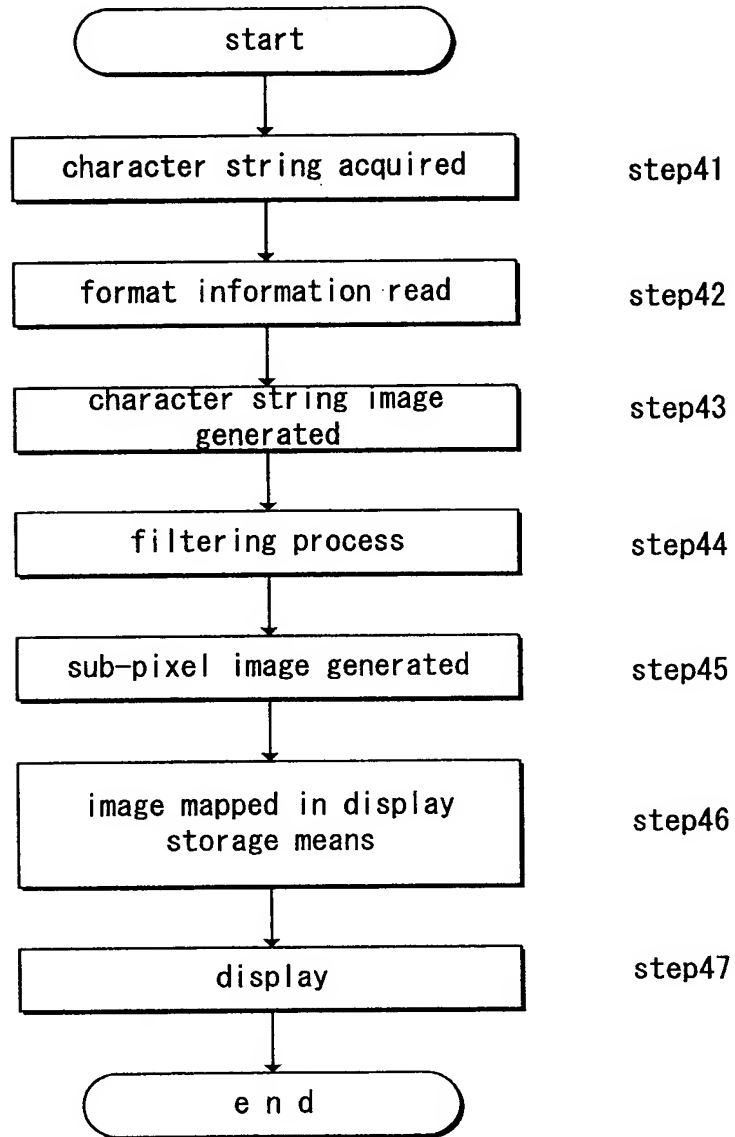 start
character string acquired
step41
format information read
step42
character string image
generated
step43
filtering process
step44
sub-pixel image generated
step45
image mapped in display
storage means
step46
display
step47
e n d